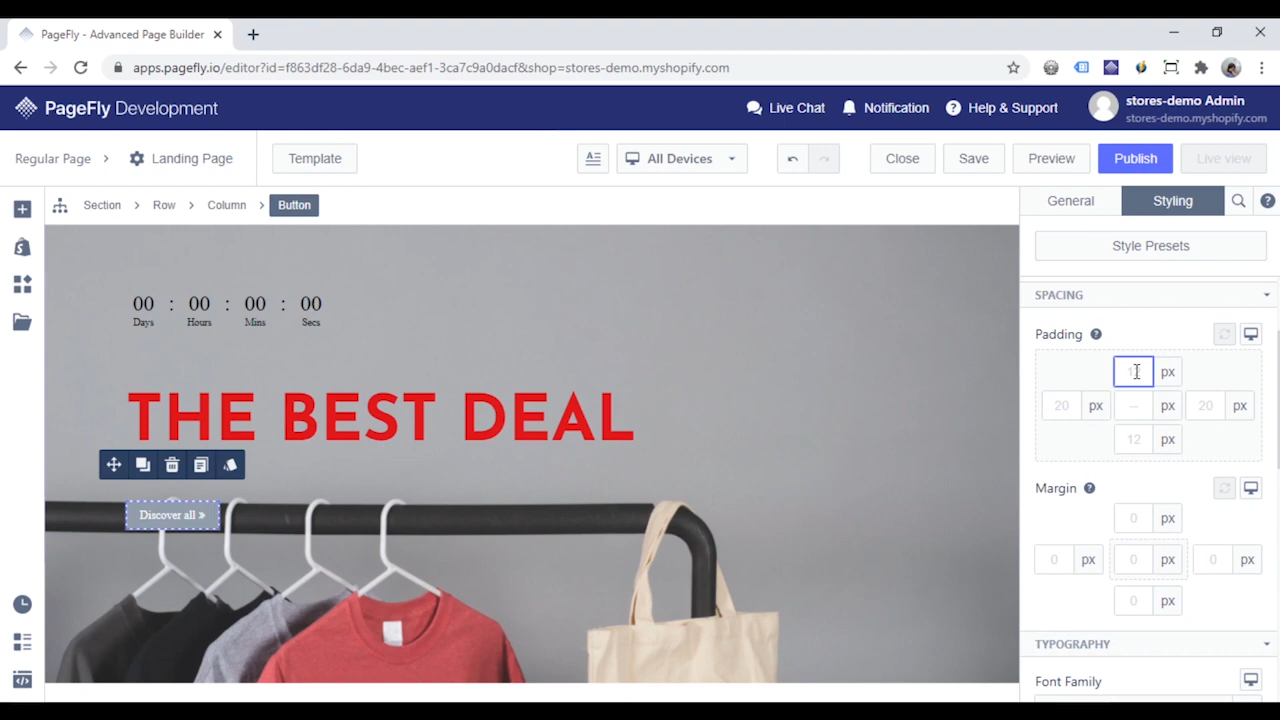 PageFly - Advanced Page Builder
apps.pagefly.io/editor?id=f863df28-6da9-4bec-aef1-3ca7c9a0dacf&shop=stores-demo.myshopify.com
PageFly Development
Live Chat
Notification
Help & Support
stores-demo Admin
stores-demo.myshopify.com
Regular Page > Landing Page
Template
All Devices
Close
Save
Preview
Publish
Live view
Section > Row > Column > Button
General
Styling
Style Presets
00 : 00 : 00 : 00
Days Hours Mins Secs
THE BEST DEAL
Discover all »
SPACING
Padding
px
20 px -- px 20 px
12 px
Margin
0 px
0 px 0 px 0 px
0 px
TYPOGRAPHY
Font Family